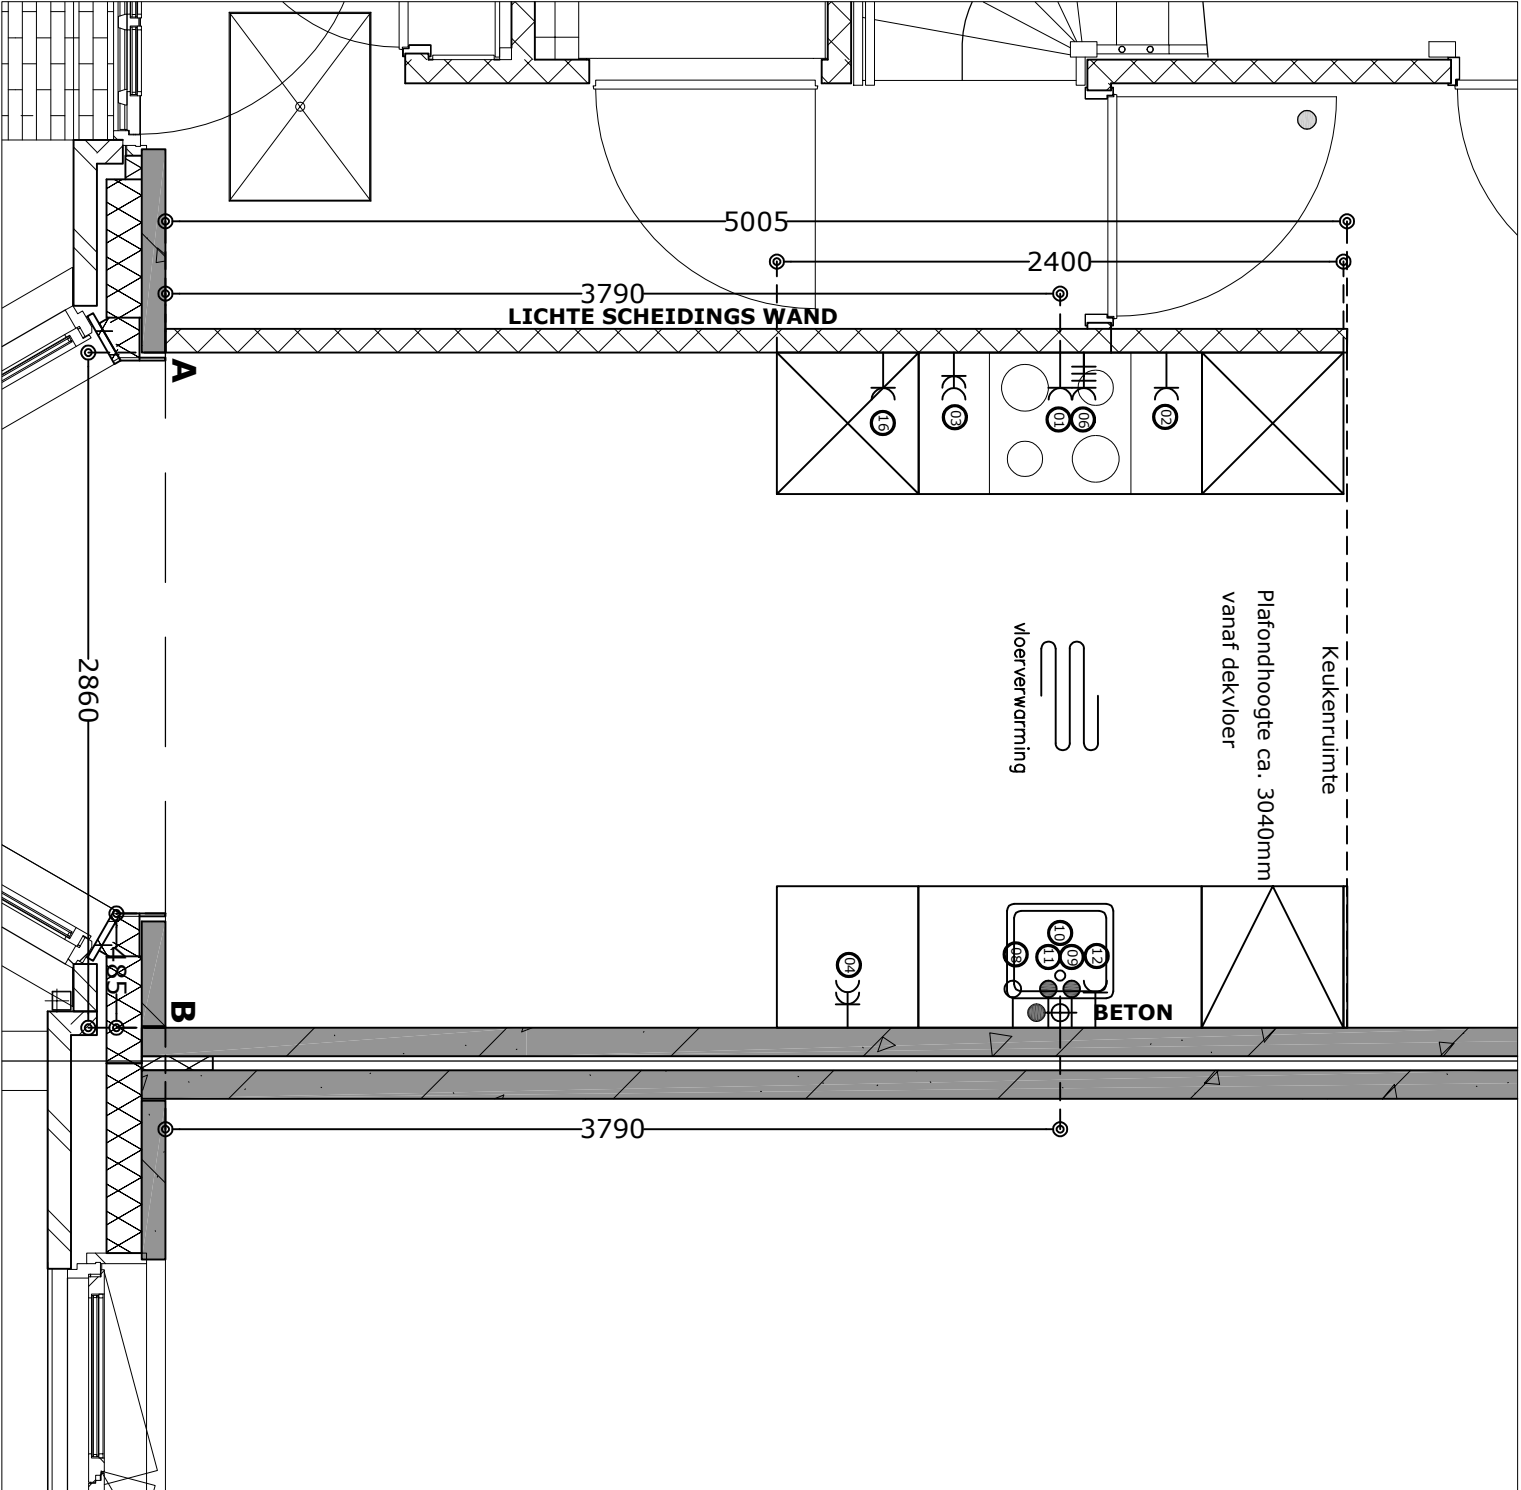 5005
2400
3790
LICHTE SCHEIDINGS WAND
A
16
03
01
06
02
2860
vloerverwarming
Keukenruimte
Plafondhoogte ca. 3040mm
vanaf dekvloer
485
B
04
10
08
11
09
12
BETON
3790